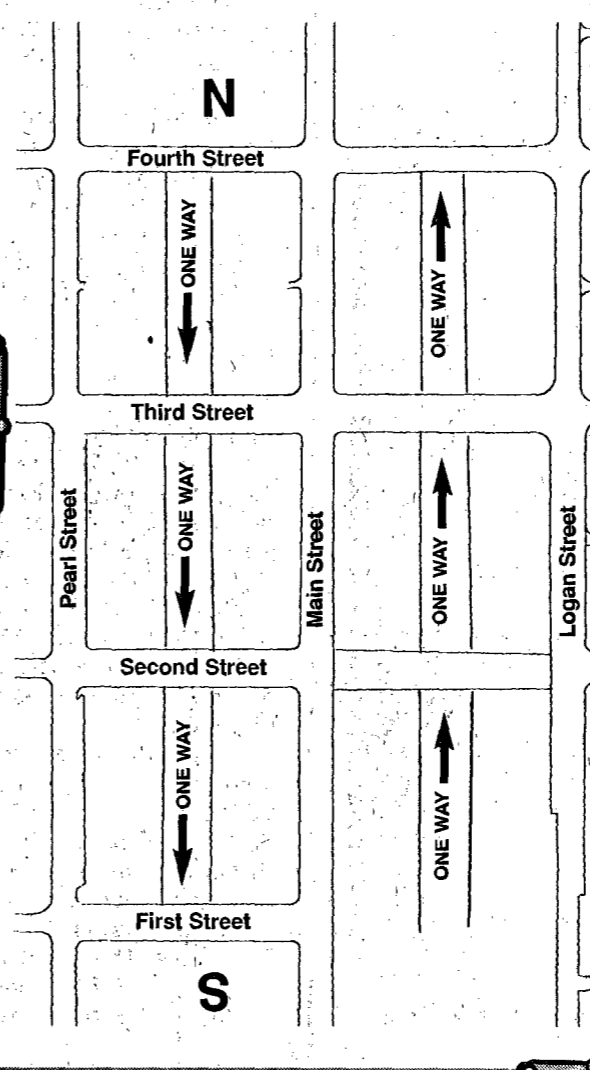 N
Fourth Street
ONE WAY
ONE WAY
Third Street
ONE WAY
ONE WAY
Pearl Street
Main Street
Logan Street
Second Street
ONE WAY
ONE WAY
First Street
S